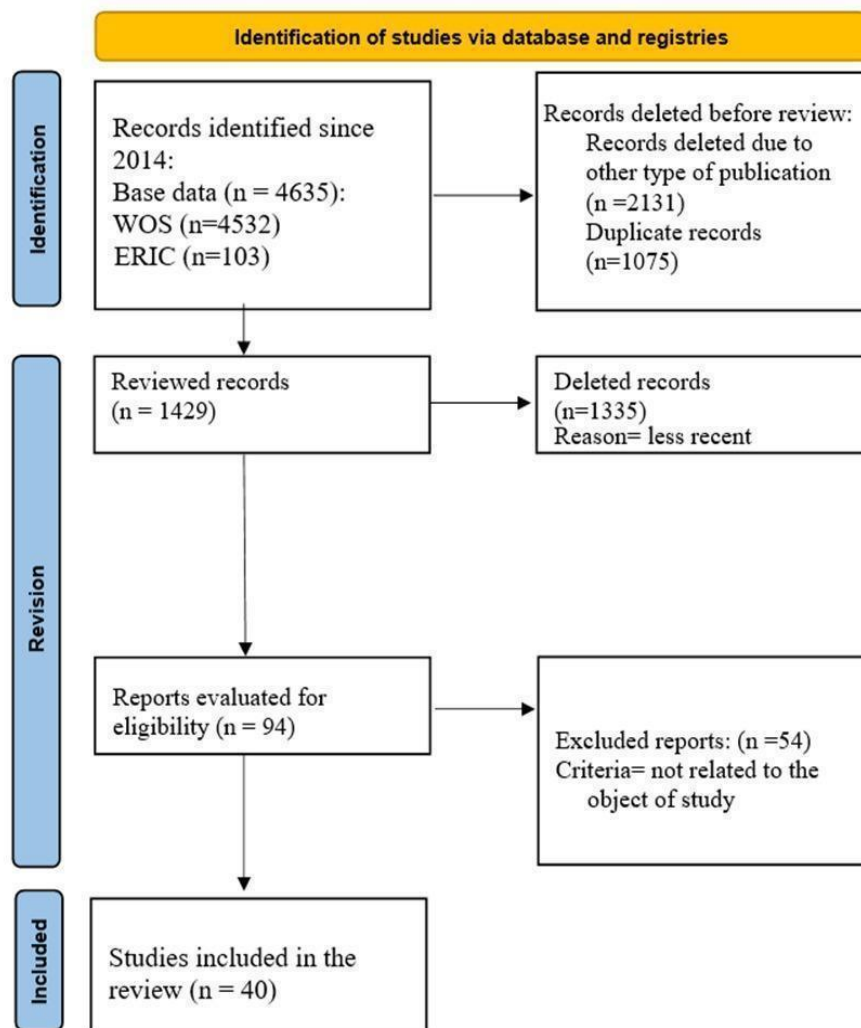 Identification of studies via database and registries
Identification
Records identified since
2014:
Base data (n = 4635):
WOS (n=4532)
ERIC (n=103)
Records deleted before review:
Records deleted due to
other type of publication
(n =2131)
Duplicate records
(n=1075)
Revision
Reviewed records
(n = 1429)
Deleted records
(n=1335)
Reason= less recent
Reports evaluated for
eligibility (n = 94)
Excluded reports: (n =54)
Criteria= not related to the
object of study
Included
Studies included in the
review (n = 40)